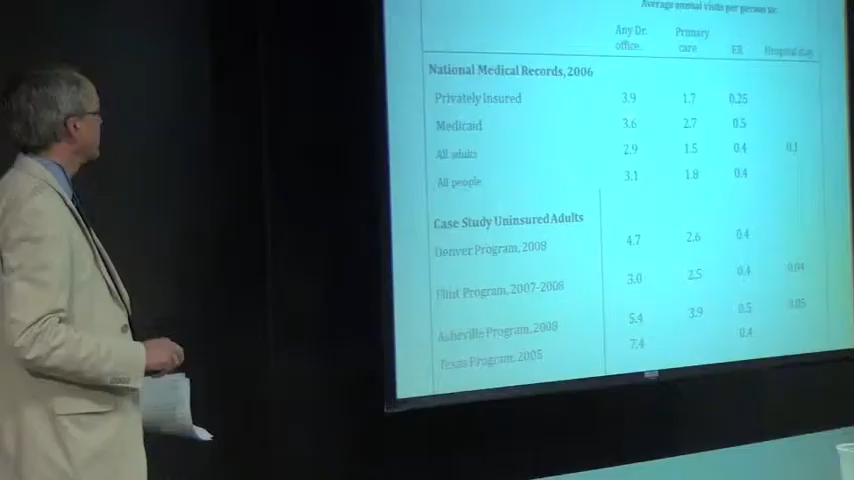 Average annual visits per person to:
Any Dr. Primary
office. care ER Hospital stay
National Medical Records, 2006
Privately Insured 3.9 1.7 0.25
Medicaid 3.6 2.7 0.5
All adults 2.9 1.5 0.4 0.1
All people 3.1 1.8 0.4
Case Study Uninsured Adults
Denver Program, 2008 4.7 2.6 0.4
Flint Program, 2007-2008 3.0 2.5 0.4 0.04
Asheville Program, 2008 5.4 3.9 0.5 0.05
Texas Program, 2005 7.4 0.4